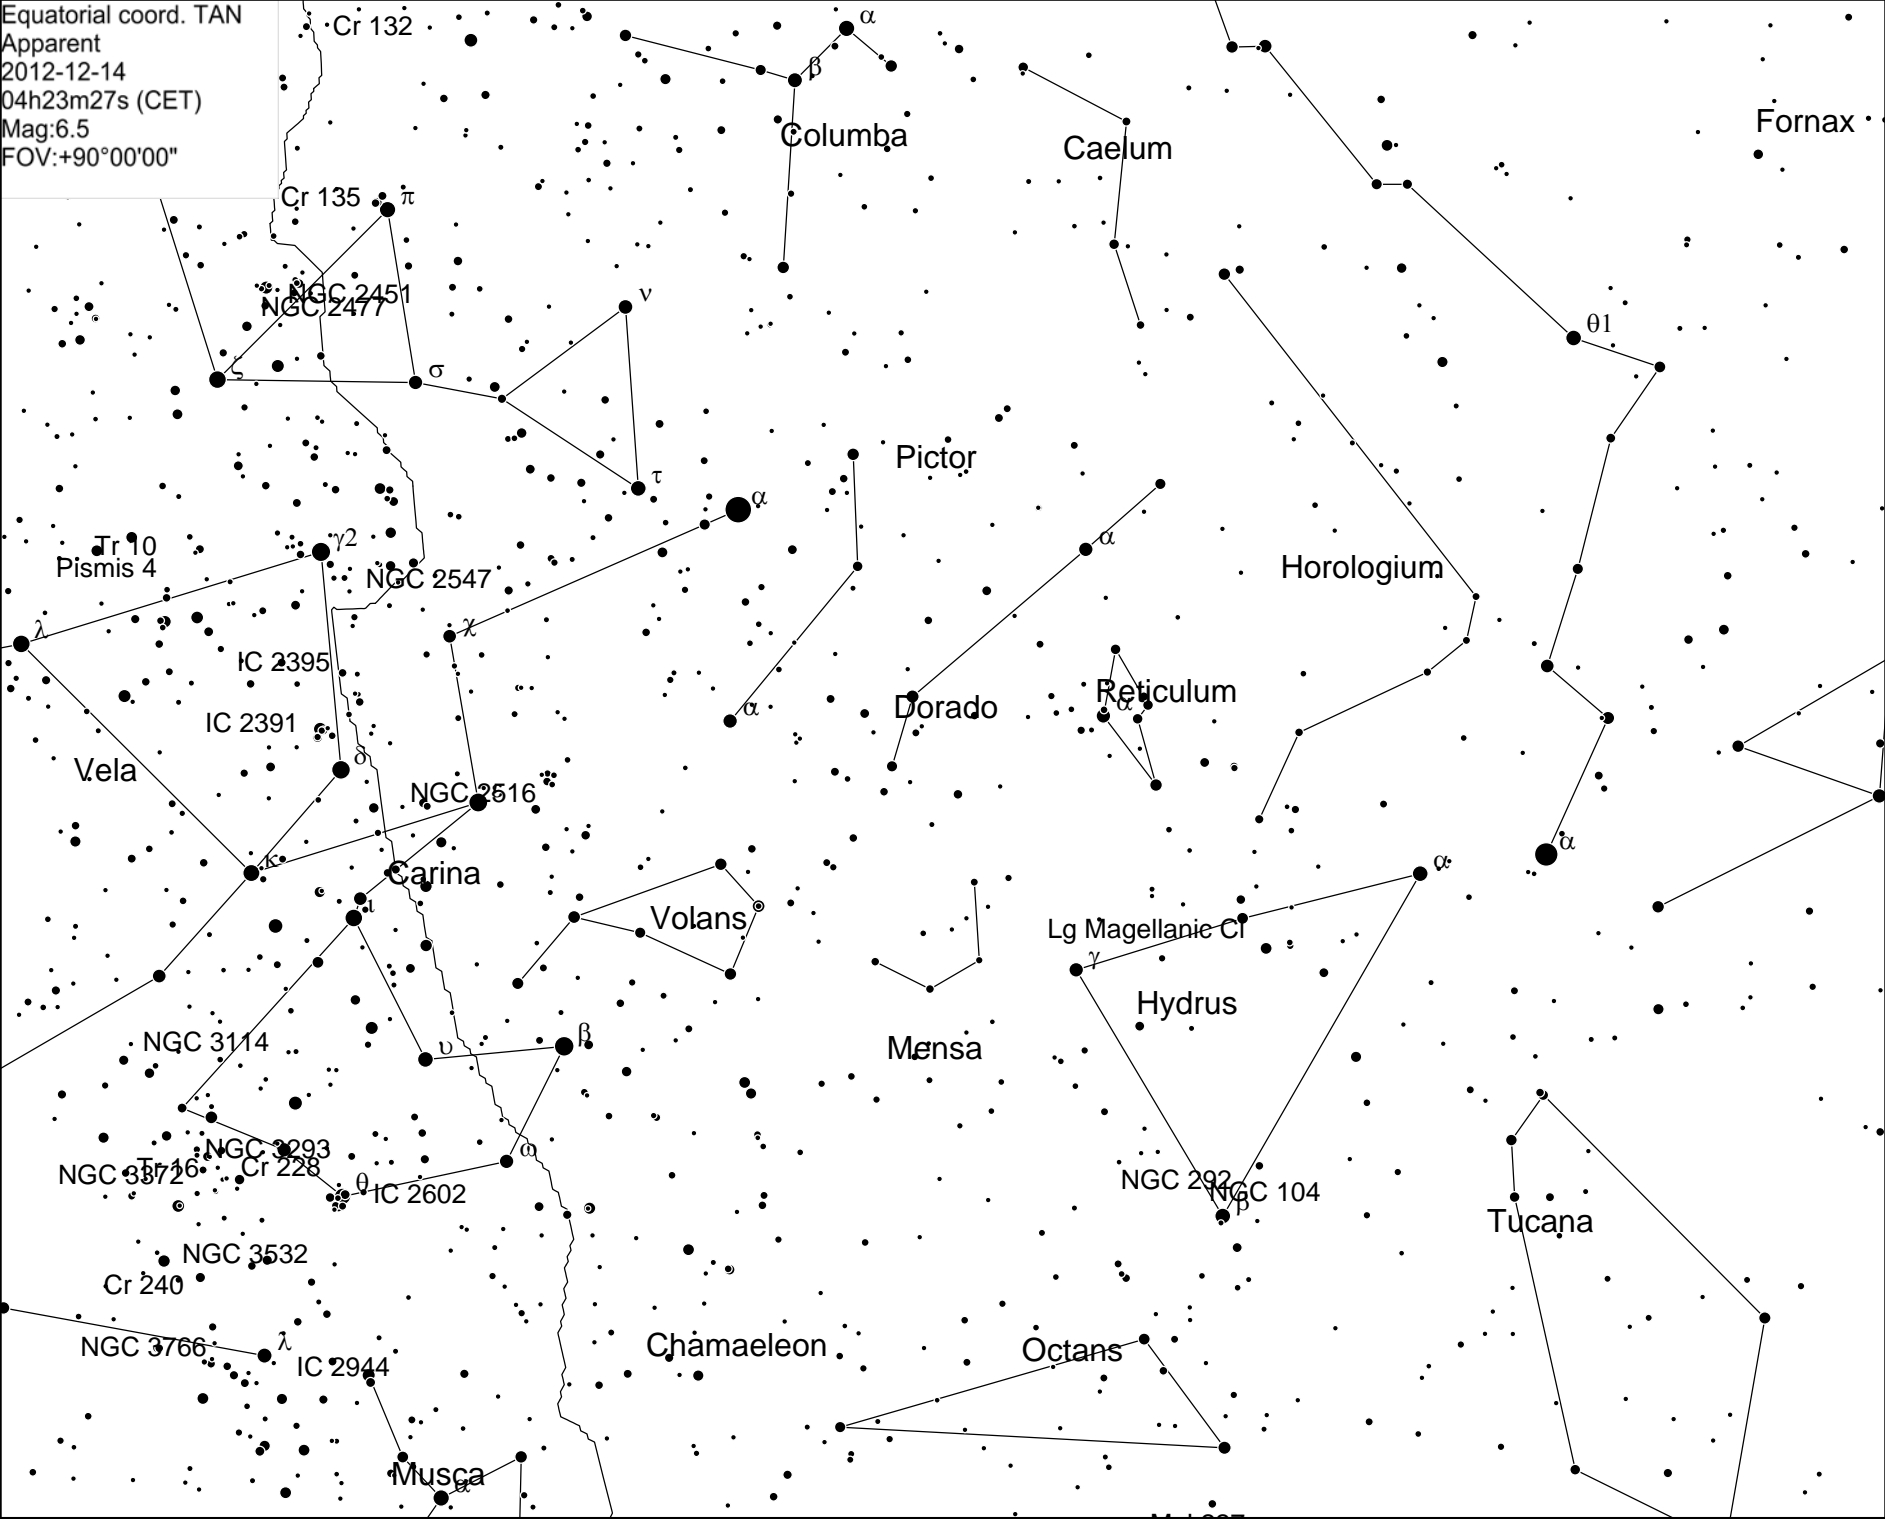 Equatorial coord. TAN
Apparent
2012-12-14
04h23m27s (CET)
Mag:6.5
FOV:+90°00'00"
Cr 132
α
β
Columba
Caelum
Fornax
Cr 135
π
NGC 2451
NGC 2477
ν
θ1
ζ
σ
Pictor
τ
α
Tr 10
Pismis 4
γ2
α
NGC 2547
Horologium
λ
χ
IC 2395
Reticulum
α
α
Dorado
IC 2391
δ
Vela
NGC 2516
α
κ
α
Carina
ι
Volans
Lg Magellanic Cl
γ
Hydrus
NGC 3114
υ
β
Mensa
NGC 3293
ω
Tr 16
Cr 228
NGC 3372
θ
IC 2602
NGC 292
NGC 104
β
Tucana
NGC 3532
Cr 240
NGC 3766
λ
IC 2944
Chamaeleon
Octans
Musca
α